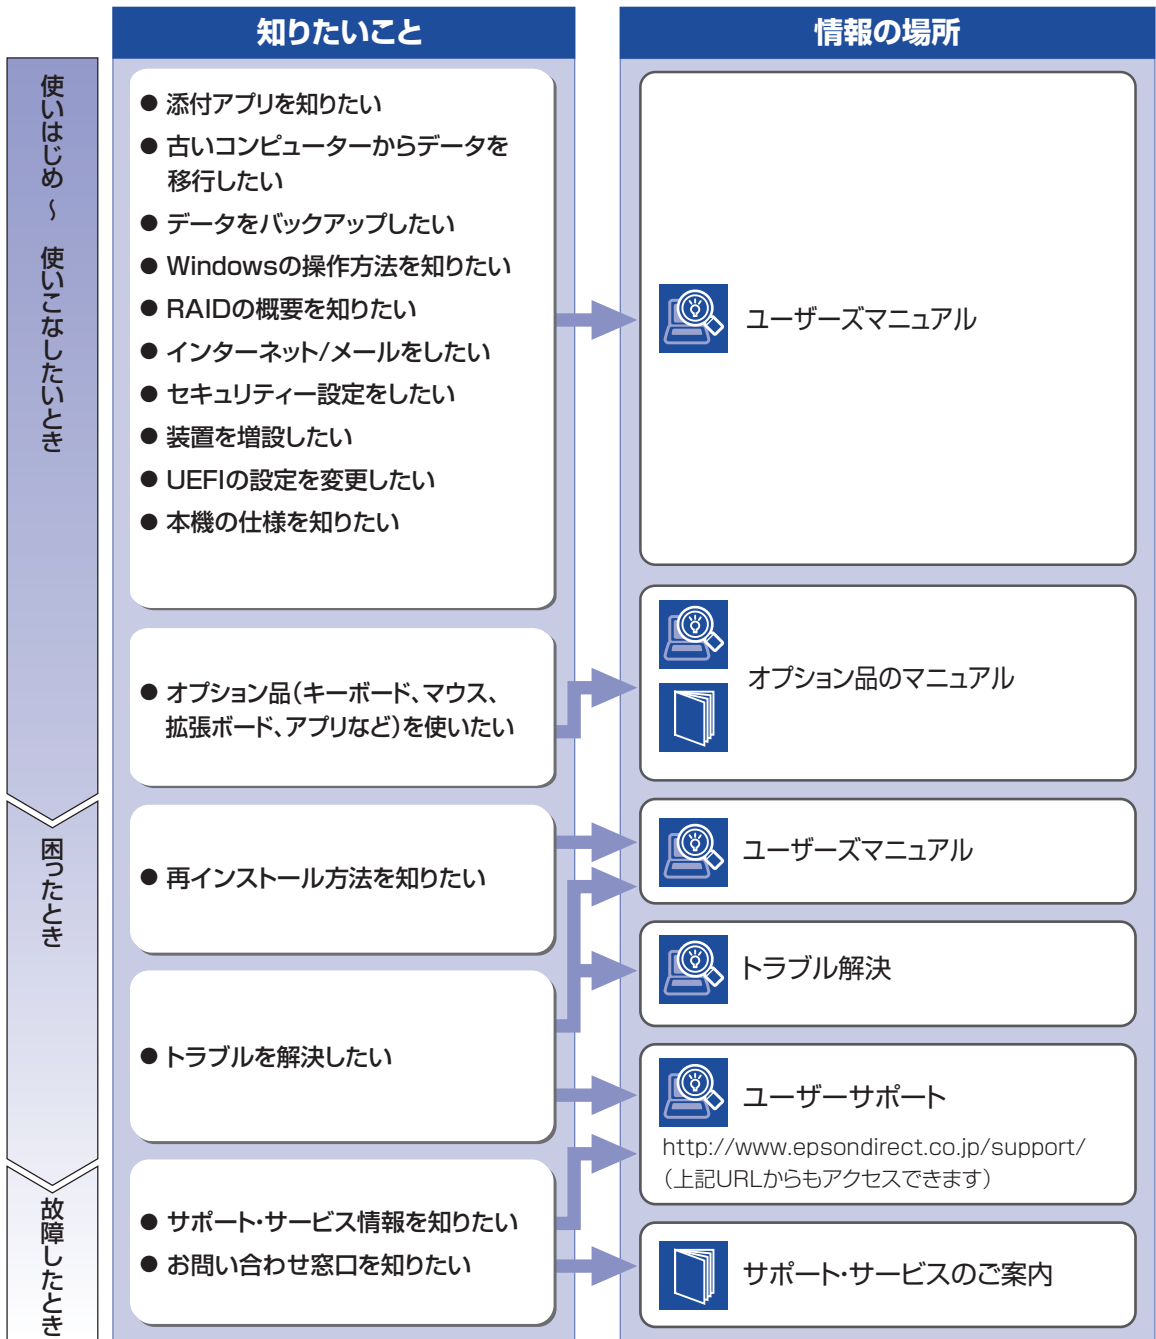 知りたいこと
情報の場所
使いはじめ ~ 使いこなしたいとき
● 添付アプリを知りたい
● 古いコンピューターからデータを
移行したい
● データをバックアップしたい
● Windowsの操作方法を知りたい
● RAIDの概要を知りたい
● インターネット/メールをしたい
● セキュリティー設定をしたい
● 装置を増設したい
● UEFIの設定を変更したい
● 本機の仕様を知りたい
ユーザーズマニュアル
● オプション品(キーボード、マウス、
拡張ボード、アプリなど)を使いたい
オプション品のマニュアル
困ったとき
● 再インストール方法を知りたい
ユーザーズマニュアル
● トラブルを解決したい
トラブル解決
ユーザーサポート
http://www.epsondirect.co.jp/support/
(上記URLからもアクセスできます)
故障したとき
● サポート・サービス情報を知りたい
● お問い合わせ窓口を知りたい
サポート・サービスのご案内